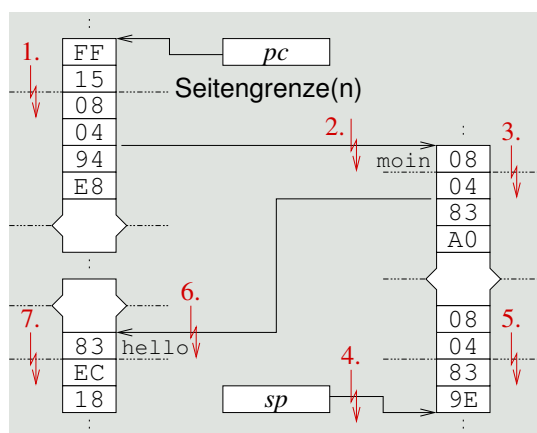 1.
FF
pc
15
Seitengrenze(n)
08
04
2.
3.
94
moin
08
E8
04
83
A0
6.
7.
08
5.
83
hello
04
EC
4.
83
18
sp
9E